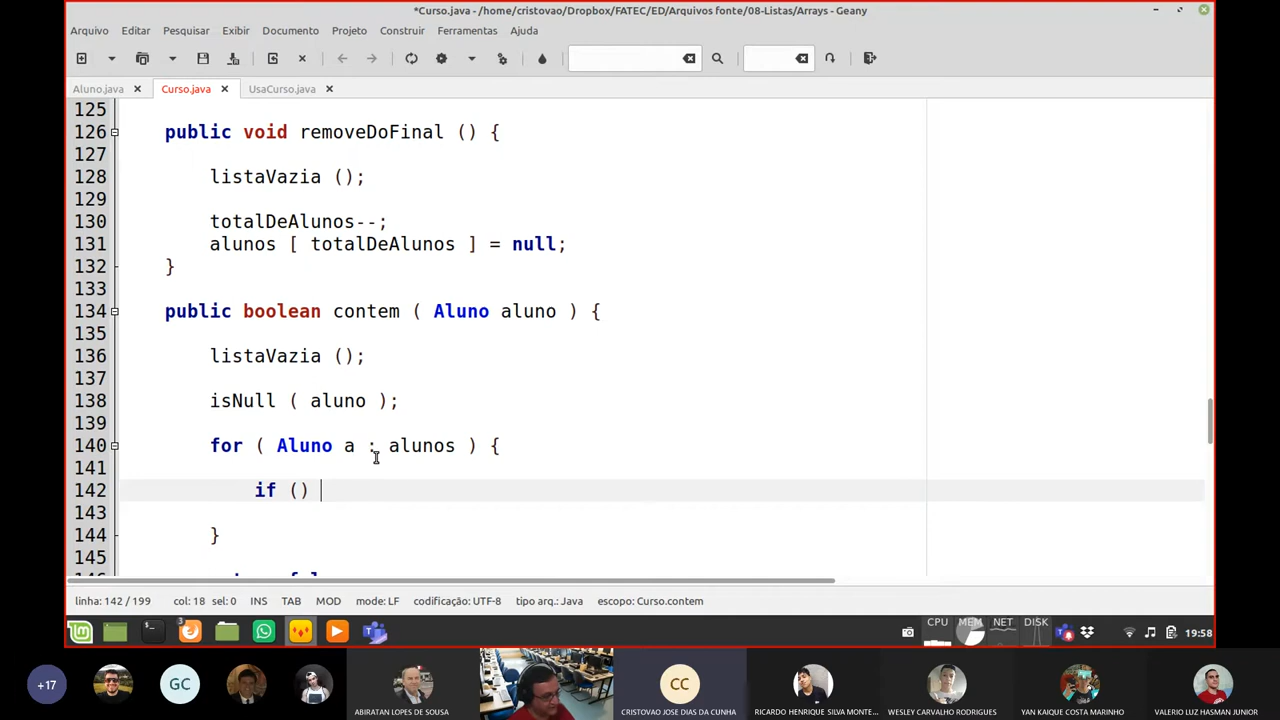 *Curso.java - /home/cristovao/Dropbox/FATEC/ED/Arquivos fonte/08-Listas/Arrays - Geany
Arquivo Editar Pesquisar Exibir Documento Projeto Construir Ferramentas Ajuda
Aluno.java Curso.java UsaCurso.java
125
126 public void removeDoFinal () {
127
128 listaVazia ();
129
130 totalDeAlunos--;
131 alunos [ totalDeAlunos ] = null;
132 }
133
134 public boolean contem ( Aluno aluno ) {
135
136 listaVazia ();
137
138 isNull ( aluno );
139
140 for ( Aluno a : alunos ) {
141
142 if ()
143
144 }
145
linha: 142 / 199 col: 18 sel: 0 INS TAB MOD mode: LF codificação: UTF-8 tipo arq.: Java escopo: Curso.contem
3 CPU MEM NET DISK 19:58
+17 GC CC
ABIRATAN LOPES DE SOUSA CRISTOVAO JOSE DIAS DA CUNHA RICARDO HENRIQUE SILVA MONTE... WESLEY CARVALHO RODRIGUES YAN KAIQUE COSTA MARINHO VALERIO LUZ HASMAN JUNIOR